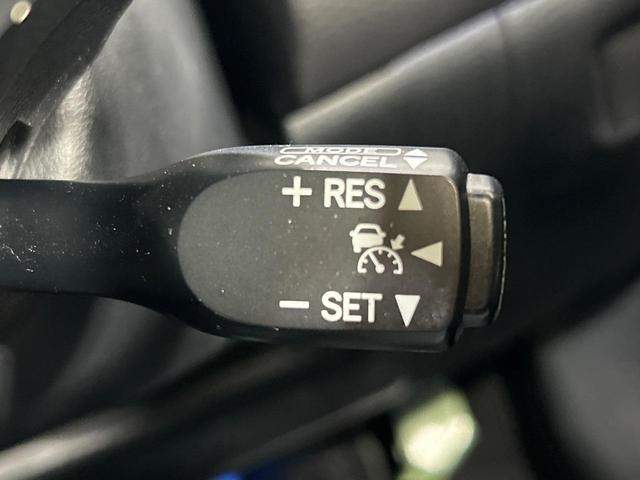 MODE
CANCEL
+ RES
- SET